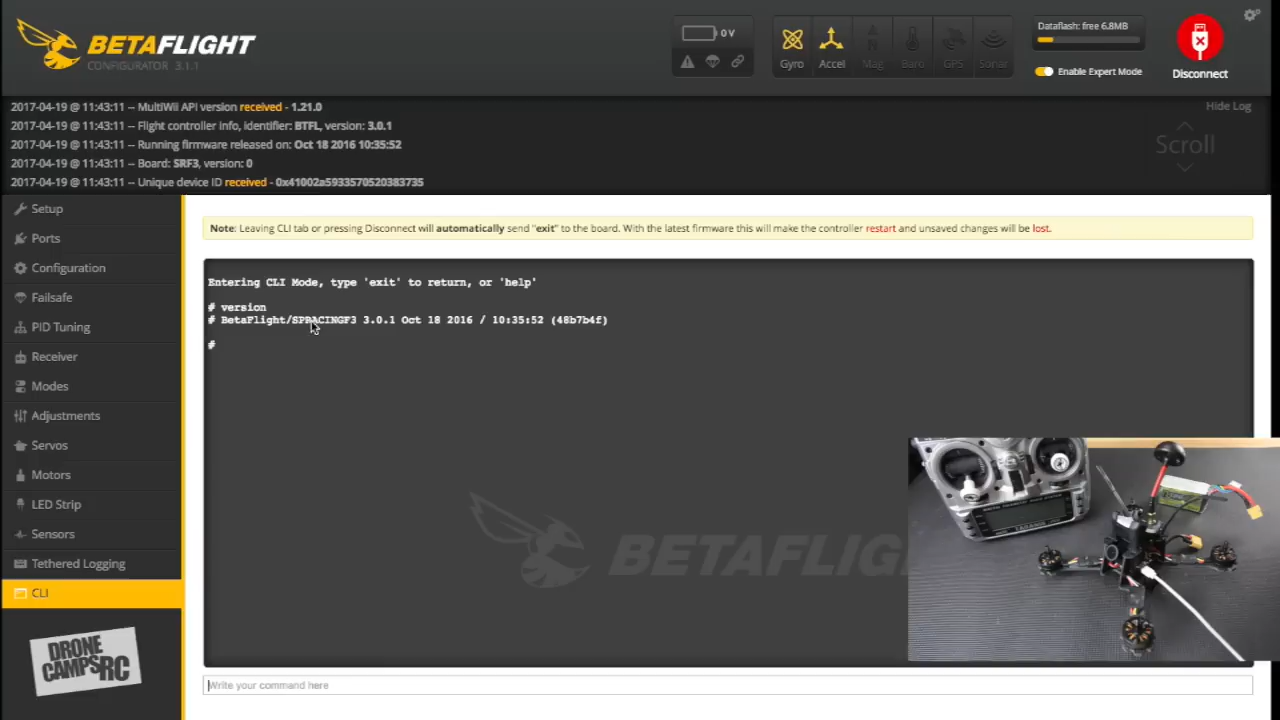 BETAFLIGHT
CONFIGURATOR 3.1.1
0 V
Gyro
Accel
Mag
Baro
GPS
Sonar
Dataflash: free 6.8MB
Enable Expert Mode
Disconnect
2017-04-19 @ 11:43:11 -- MultiWii API version received - 1.21.0
2017-04-19 @ 11:43:11 -- Flight controller info, identifier: BTFL, version: 3.0.1
2017-04-19 @ 11:43:11 -- Running firmware released on: Oct 18 2016 10:35:52
2017-04-19 @ 11:43:11 -- Board: SRF3, version: 0
2017-04-19 @ 11:43:11 -- Unique device ID received - 0x41002a5933570520383735
Hide Log
Scroll
Setup
Ports
Configuration
Failsafe
PID Tuning
Receiver
Modes
Adjustments
Servos
Motors
LED Strip
Sensors
Tethered Logging
CLI
DRONE
CAMPSRC
Note: Leaving CLI tab or pressing Disconnect will automatically send "exit" to the board. With the latest firmware this will make the controller restart and unsaved changes will be lost.
Entering CLI Mode, type 'exit' to return, or 'help'
# version
# BetaFlight/SPRACINGF3 3.0.1 Oct 18 2016 / 10:35:52 (48b7b4f)
#
BETAFLIGH
TARANIS
Write your command here